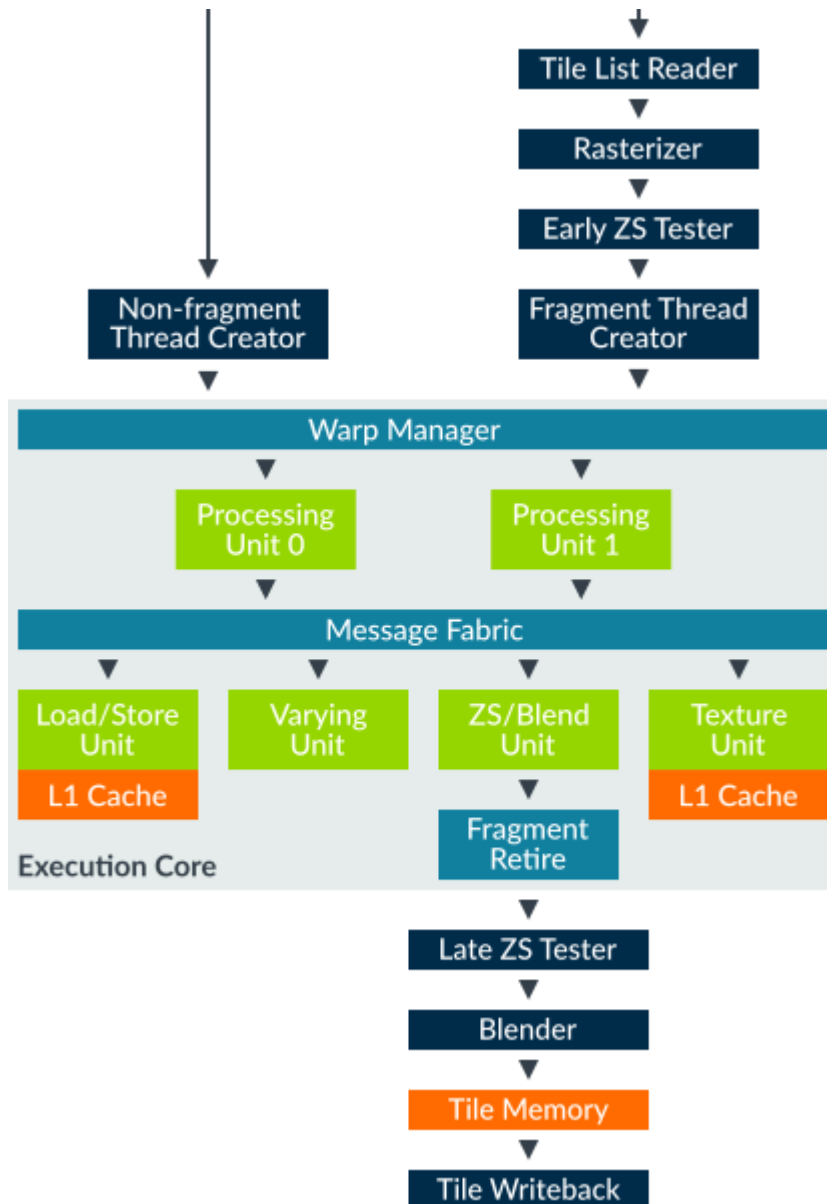 Tile List Reader
Rasterizer
Early ZS Tester
Non-fragment
Thread Creator
Fragment Thread
Creator
Warp Manager
Processing
Unit 0
Processing
Unit 1
Message Fabric
Load/Store
Unit
L1 Cache
Varying
Unit
ZS/Blend
Unit
Texture
Unit
L1 Cache
Fragment
Retire
Execution Core
Late ZS Tester
Blender
Tile Memory
Tile Writeback